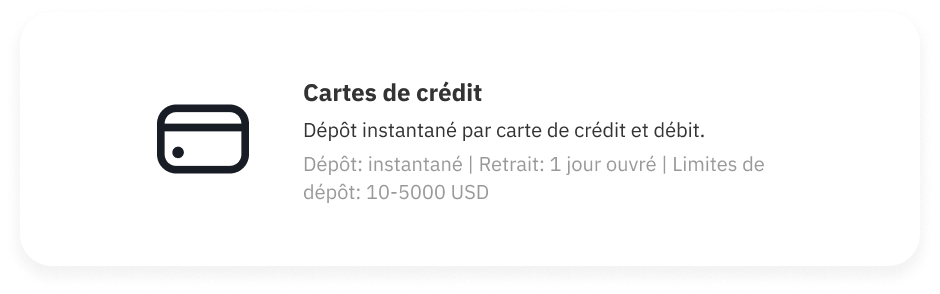 Cartes de crédit
Dépôt instantané par carte de crédit et débit.
Dépôt: instantané | Retrait: 1 jour ouvré | Limites de
dépôt: 10-5000 USD